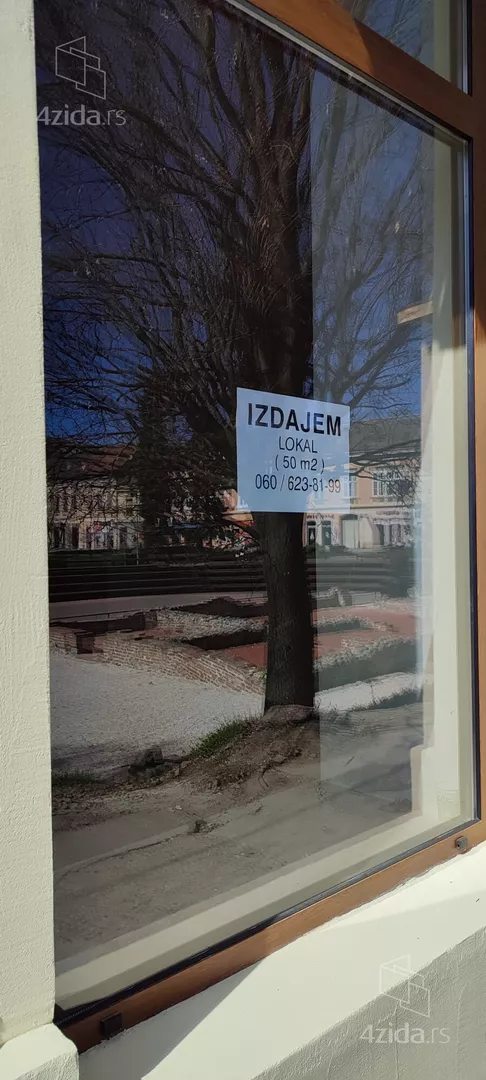 4zida.rs
IZDAJEM
LOKAL
( 50 m2 )
060 / 623-81-99
4zida.rs